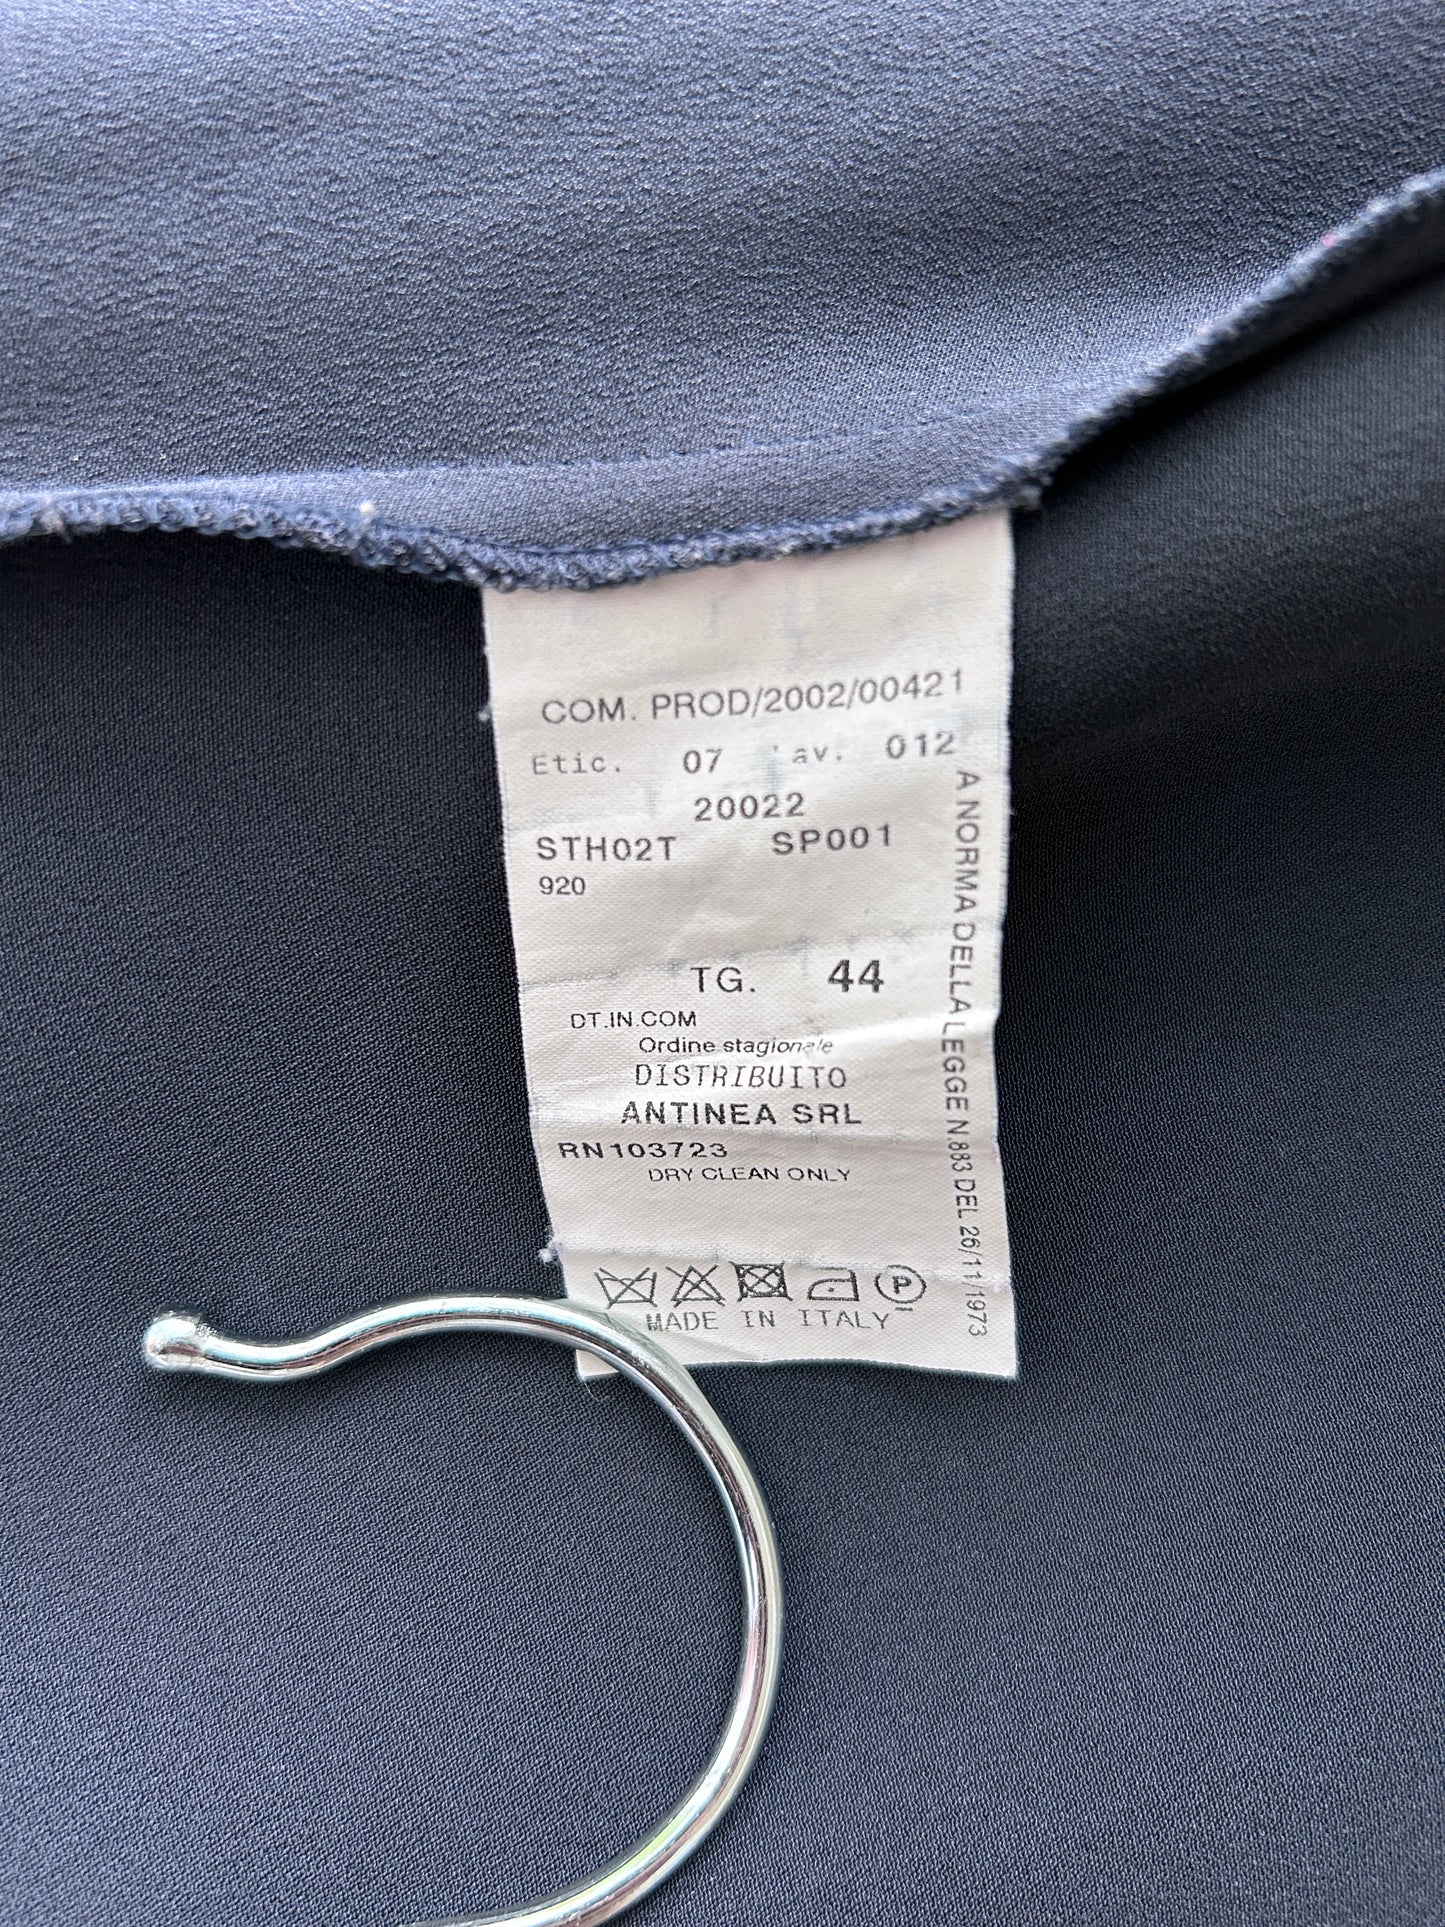 COM. PROD/2002/00421
Etic. 07 av. 012
20022
STH02T SP001
920
TG. 44
DT.IN.COM
Ordine stagionale
DISTRIBUITO
ANTINEA SRL
RN103723
DRY CLEAN ONLY
P
MADE IN ITALY
A NORMA DELLA LEGGE N.883 DEL 26/11/1973